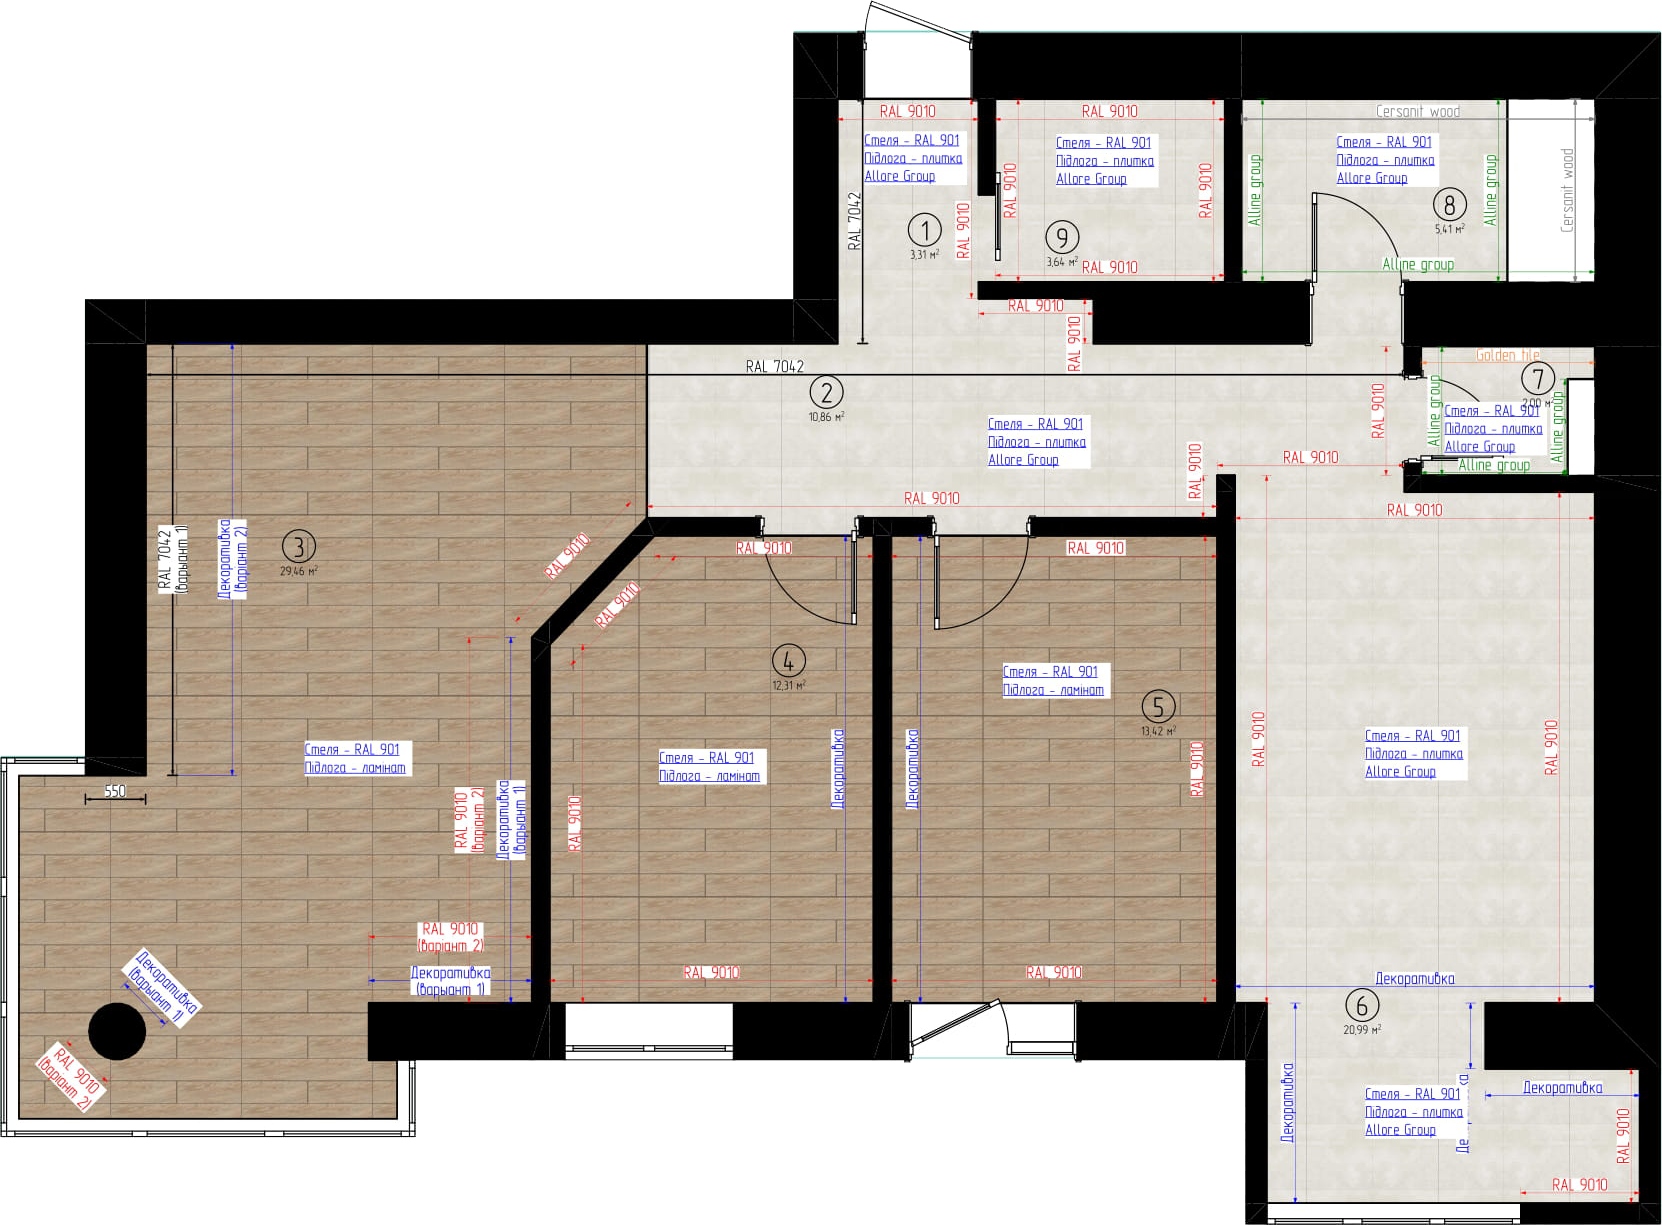 RAL 9010
RAL 9010
Cersanit wood
Стеля - RAL 901
Підлога - плитка
Allore Group
Стеля - RAL 901
Підлога - плитка
Allore Group
Стеля - RAL 901
Підлога - плитка
Allore Group
RAL 7042
RAL 9010
RAL 9010
RAL 9010
Alline group
Alline group
Cersanit wood
1
3,31 м²
9
3,64 м²
8
5,41 м²
RAL 9010
Alline group
RAL 9010
RAL 9010
RAL 7042
Golden tile
2
10,86 м²
7
2,00 м²
RAL 9010
Alline group
Alline group
Стеля - RAL 901
Підлога - плитка
Allore Group
Стеля - RAL 901
Підлога - плитка
Allore Group
RAL 9010
RAL 9010
Alline group
RAL 9010
RAL 9010
3
29,46 м²
RAL 7042
(варыант 1)
Декоративка
(варіант 2)
RAL 9010
RAL 9010
RAL 9010
RAL 9010
4
12,31 м²
Стеля - RAL 901
Підлога - ламінат
5
13,42 м²
Стеля - RAL 901
Підлога - ламінат
Стеля - RAL 901
Підлога - ламінат
Стеля - RAL 901
Підлога - плитка
Allore Group
550
RAL 9010
(варіант 2)
Декоративка
(варыант 1)
RAL 9010
Декоративка
Декоративка
RAL 9010
RAL 9010
RAL 9010
RAL 9010
(варіант 2)
Декоративка
(варыант 1)
RAL 9010
RAL 9010
Декоративка
Декоративка
(варыант 1)
RAL 9010
(варіант 2)
6
20,99 м²
Декоративка
Стеля - RAL 901
Підлога - плитка
Allore Group
Декоративка
RAL 9010
RAL 9010